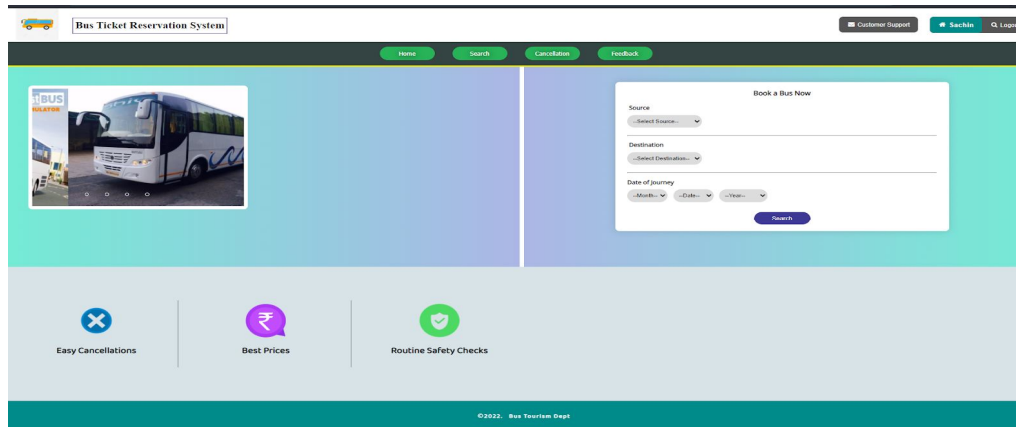 Bus Ticket Reservation System
Customer Support
Sachin
Home
Search
Cancellation
Feedback
BUS
Book a Bus Now
Source
--Select Source--
Destination
--Select Destination--
Date of Journey
--Month-- --Date-- --Year--
Search
Easy Cancellations
Best Prices
Routine Safety Checks
©2022. Bus Tourism Dept